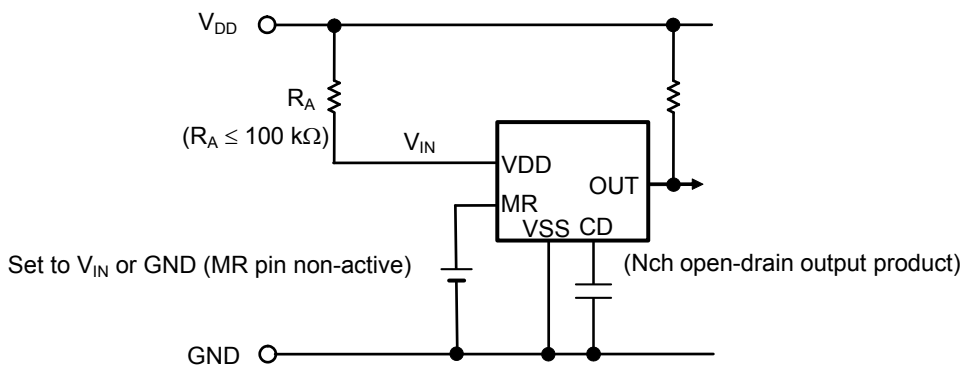 VDD
RA
(RA ≤ 100 kΩ)
VIN
VDD
OUT
MR
VSS CD
Set to VIN or GND (MR pin non-active)
(Nch open-drain output product)
GND